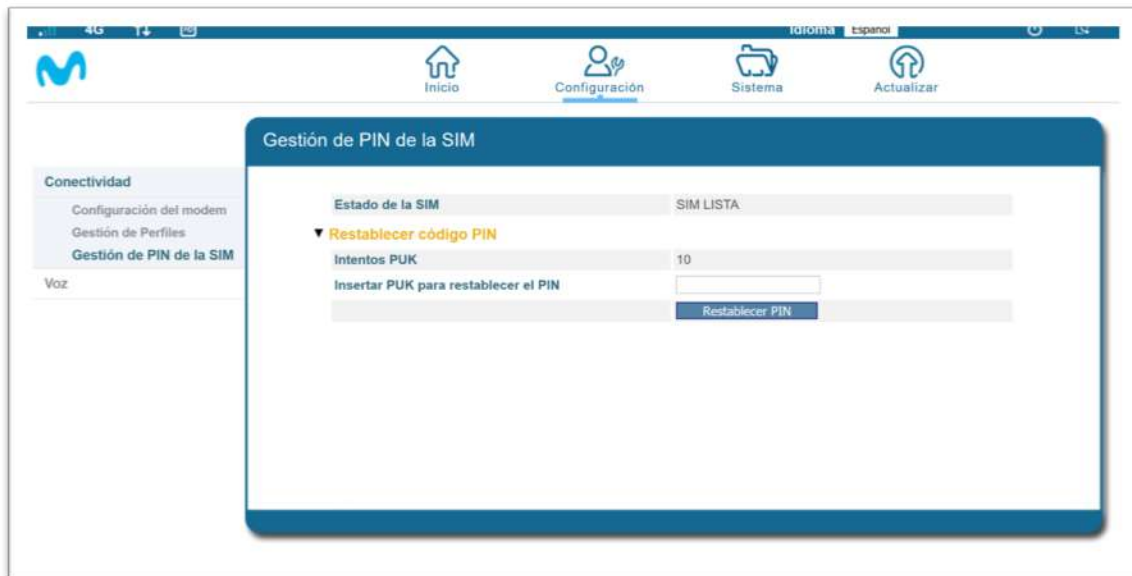 4G
Idioma Español
Inicio
Configuración
Sistema
Actualizar
Gestión de PIN de la SIM
Conectividad
Configuración del modem
Gestión de Perfiles
Gestión de PIN de la SIM
Voz
Estado de la SIM SIM LISTA
Restablecer código PIN
Intentos PUK 10
Insertar PUK para restablecer el PIN
Restablecer PIN